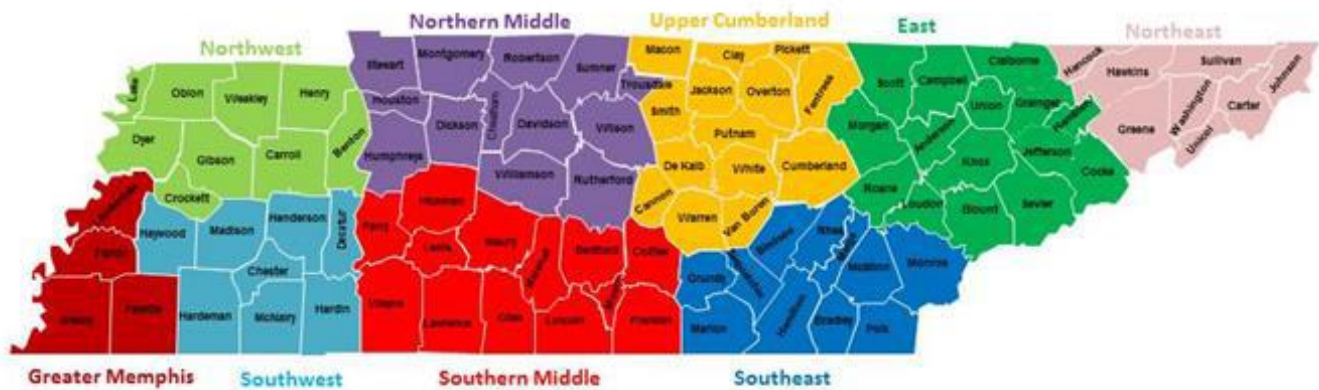 Northern Middle
Upper Cumberland
East
Northeast
Northwest
Lake
Obion
Weakley
Henry
Dyer
Gibson
Carroll
Benton
Crockett
Stewart
Montgomery
Robertson
Sumner
Trousdale
Houston
Dickson
Cheatham
Davidson
Wilson
Humphreys
Williamson
Rutherford
Macon
Clay
Pickett
Smith
Jackson
Overton
Fentress
Putnam
De Kalb
White
Cumberland
Cannon
Warren
Van Buren
Scott
Campbell
Claiborne
Morgan
Anderson
Union
Grainger
Hamblen
Knox
Jefferson
Cocke
Roane
Loudon
Blount
Sevier
Hancock
Hawkins
Sullivan
Johnson
Greene
Washington
Carter
Unicoi
Lauderdale
Tipton
Shelby
Fayette
Haywood
Madison
Henderson
Decatur
Chester
Hardeman
McNairy
Hardin
Perry
Hickman
Lewis
Maury
Marshall
Bedford
Coffee
Moore
Wayne
Lawrence
Giles
Lincoln
Franklin
Grundy
Sequatchie
Bledsoe
Rhea
Meigs
McMinn
Monroe
Marion
Hamilton
Bradley
Polk
Greater Memphis
Southwest
Southern Middle
Southeast